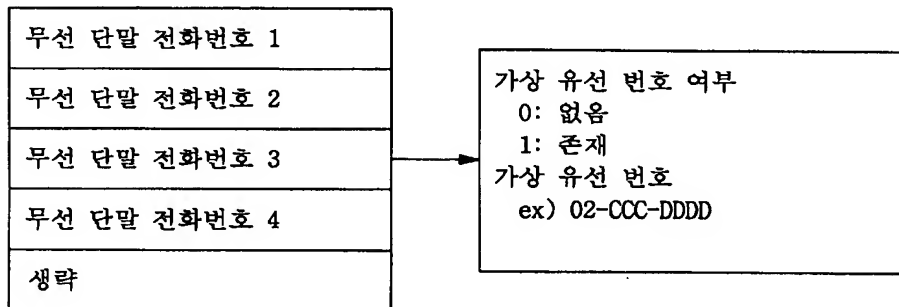 무선 단말 전화번호 1
무선 단말 전화번호 2
무선 단말 전화번호 3
무선 단말 전화번호 4
생략
가상 유선 번호 여부
0: 없음
1: 존재
가상 유선 번호
ex) 02-CCC-DDDD